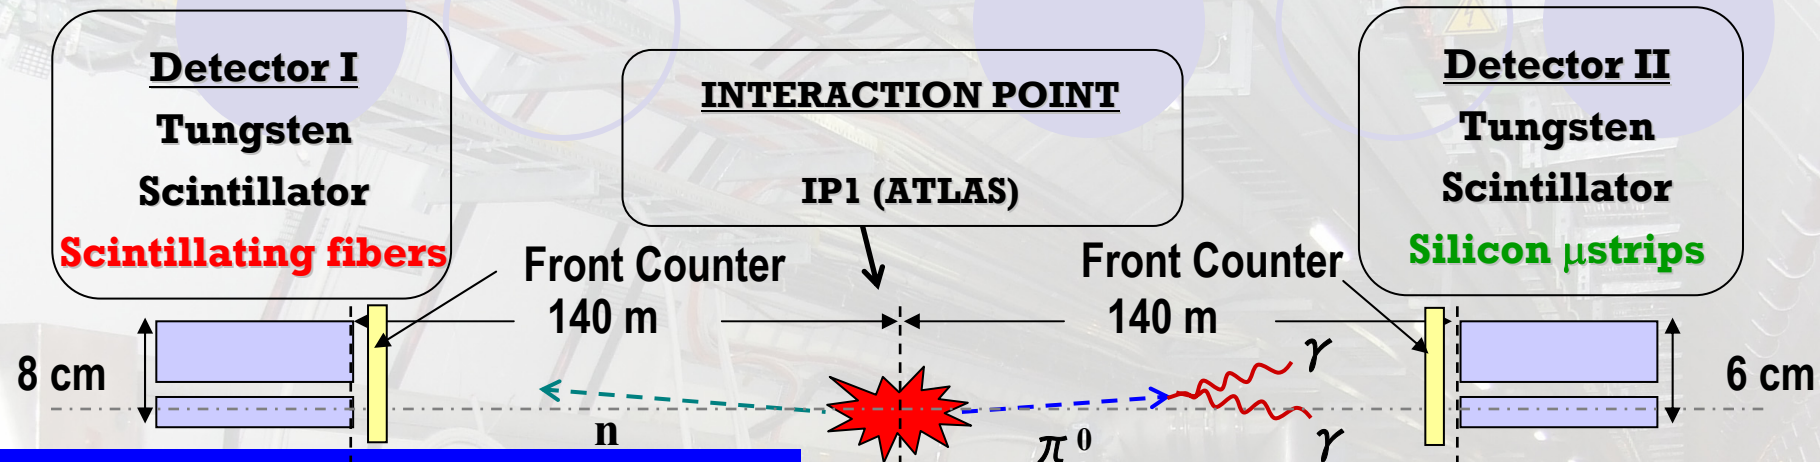 Detector I
Tungsten
Scintillator
Scintillating fibers
INTERACTION POINT
IP1 (ATLAS)
Detector II
Tungsten
Scintillator
Silicon μstrips
Front Counter
140 m
Front Counter
140 m
8 cm
6 cm
n
π⁰
γ
γ